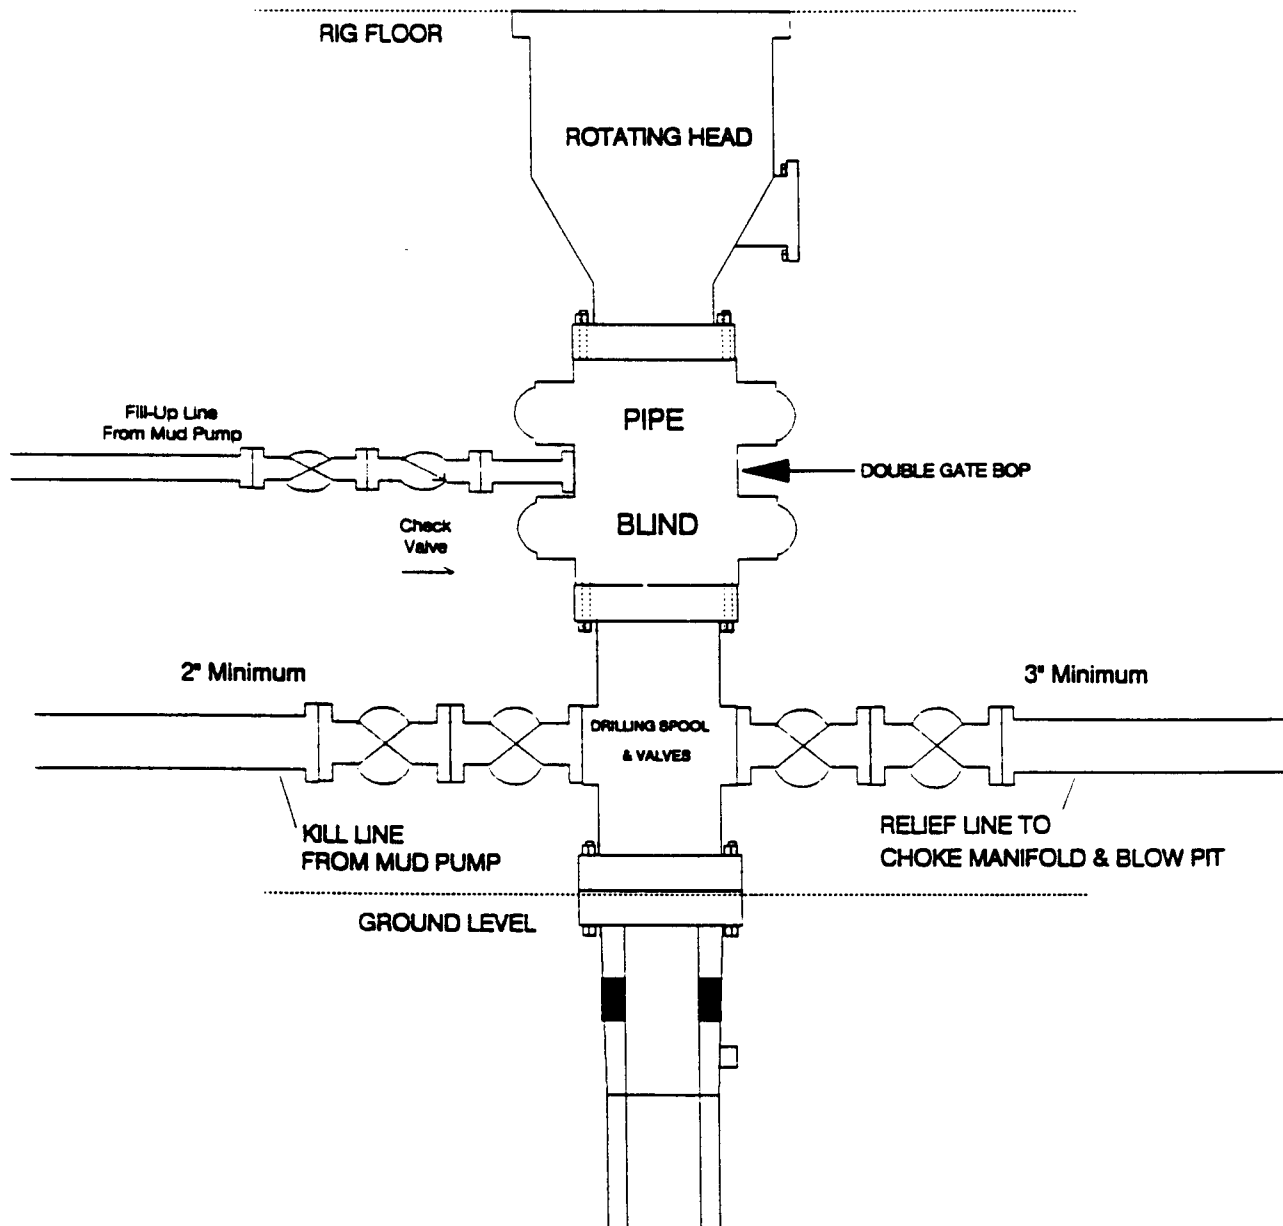 RIG FLOOR
ROTATING HEAD
Fill-Up Line
From Mud Pump
PIPE
DOUBLE GATE BOP
BLIND
Check
Valve
2" Minimum
3" Minimum
DRILLING SPOOL
& VALVES
KILL LINE
FROM MUD PUMP
RELIEF LINE TO
CHOKE MANIFOLD & BLOW PIT
GROUND LEVEL